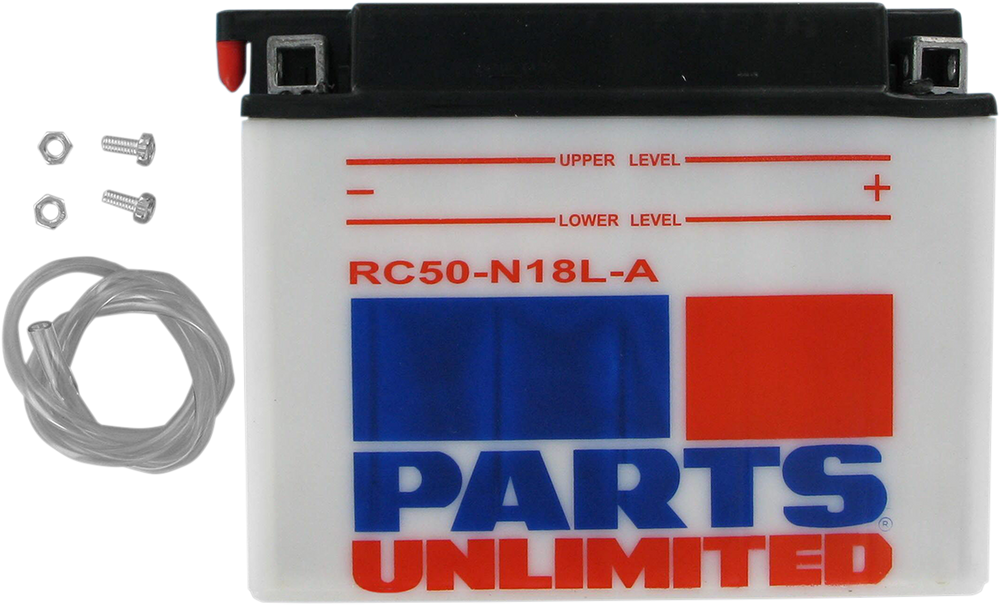 UPPER LEVEL
− +
LOWER LEVEL
RC50-N18L-A
PARTS
UNLIMITED
®